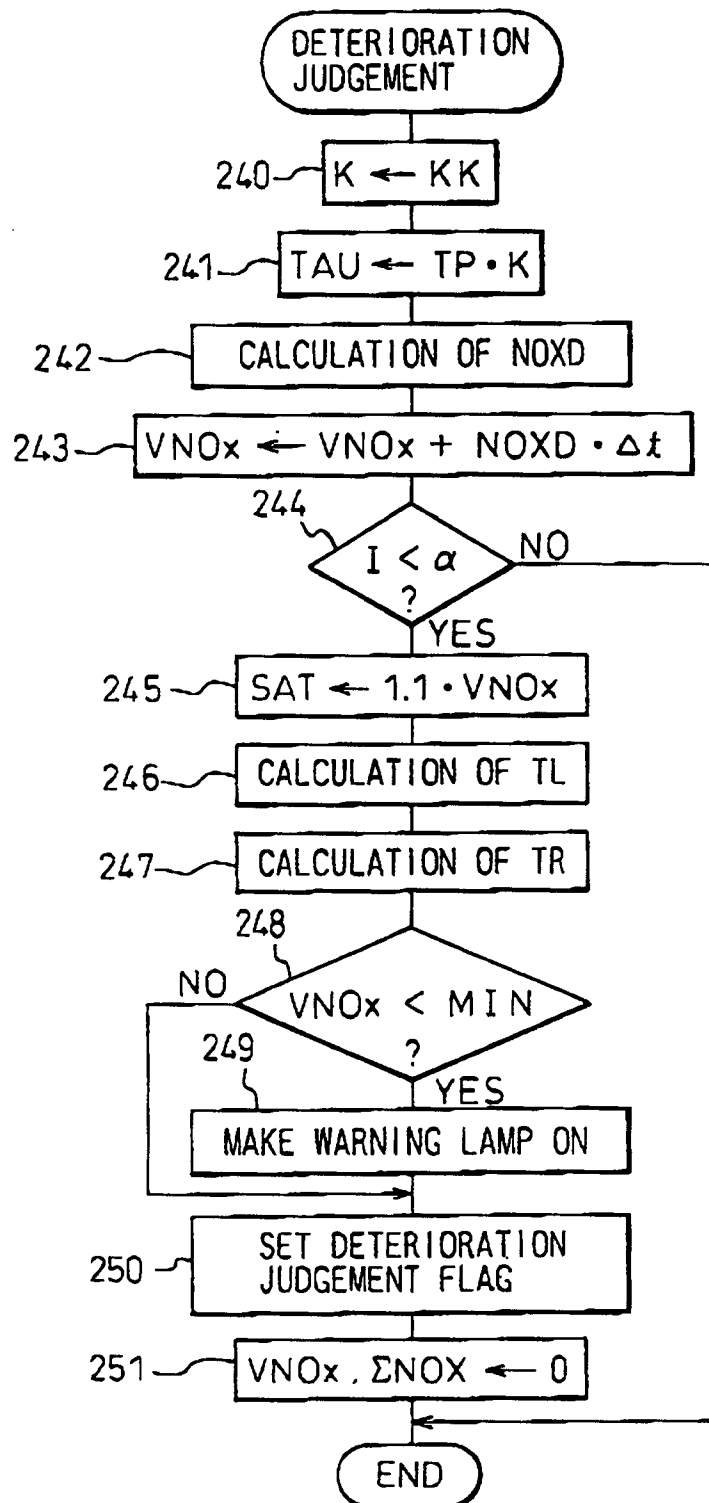 DETERIORATION
JUDGEMENT
240
K ← KK
241
TAU ← TP・K
242
CALCULATION OF NOXD
243
VNOx ← VNOx + NOXD・Δt
244
I < α
?
NO
YES
245
SAT ← 1.1・VNOx
246
CALCULATION OF TL
247
CALCULATION OF TR
248
NO
VNOx < MIN
?
YES
249
MAKE WARNING LAMP ON
250
SET DETERIORATION
JUDGEMENT FLAG
251
VNOx . ΣNOX ← 0
END